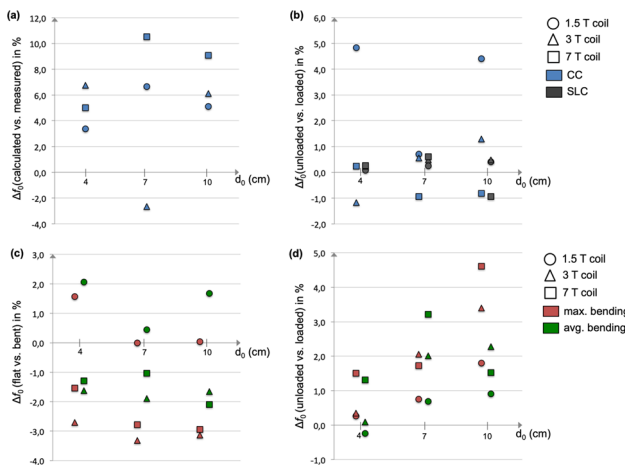 (a)
Δf₀(calculated vs. measured) in %
12,0
10,0
8,0
6,0
4,0
2,0
0,0
-2,0
-4,0
4
7
10
d₀ (cm)
(b)
Δf₀(unloaded vs. loaded) in %
6,0
5,0
4,0
3,0
2,0
1,0
0,0
-1,0
-2,0
4
7
10
d₀ (cm)
1.5 T coil
3 T coil
7 T coil
CC
SLC
(c)
Δf₀ (flat vs. bent) in %
3,0
2,0
1,0
0,0
-1,0
-2,0
-3,0
-4,0
4
7
10
d₀ (cm)
(d)
Δf₀ (unloaded vs. loaded) in %
5,0
4,0
3,0
2,0
1,0
0,0
-1,0
4
7
10
d₀ (cm)
1.5 T coil
3 T coil
7 T coil
max. bending
avg. bending